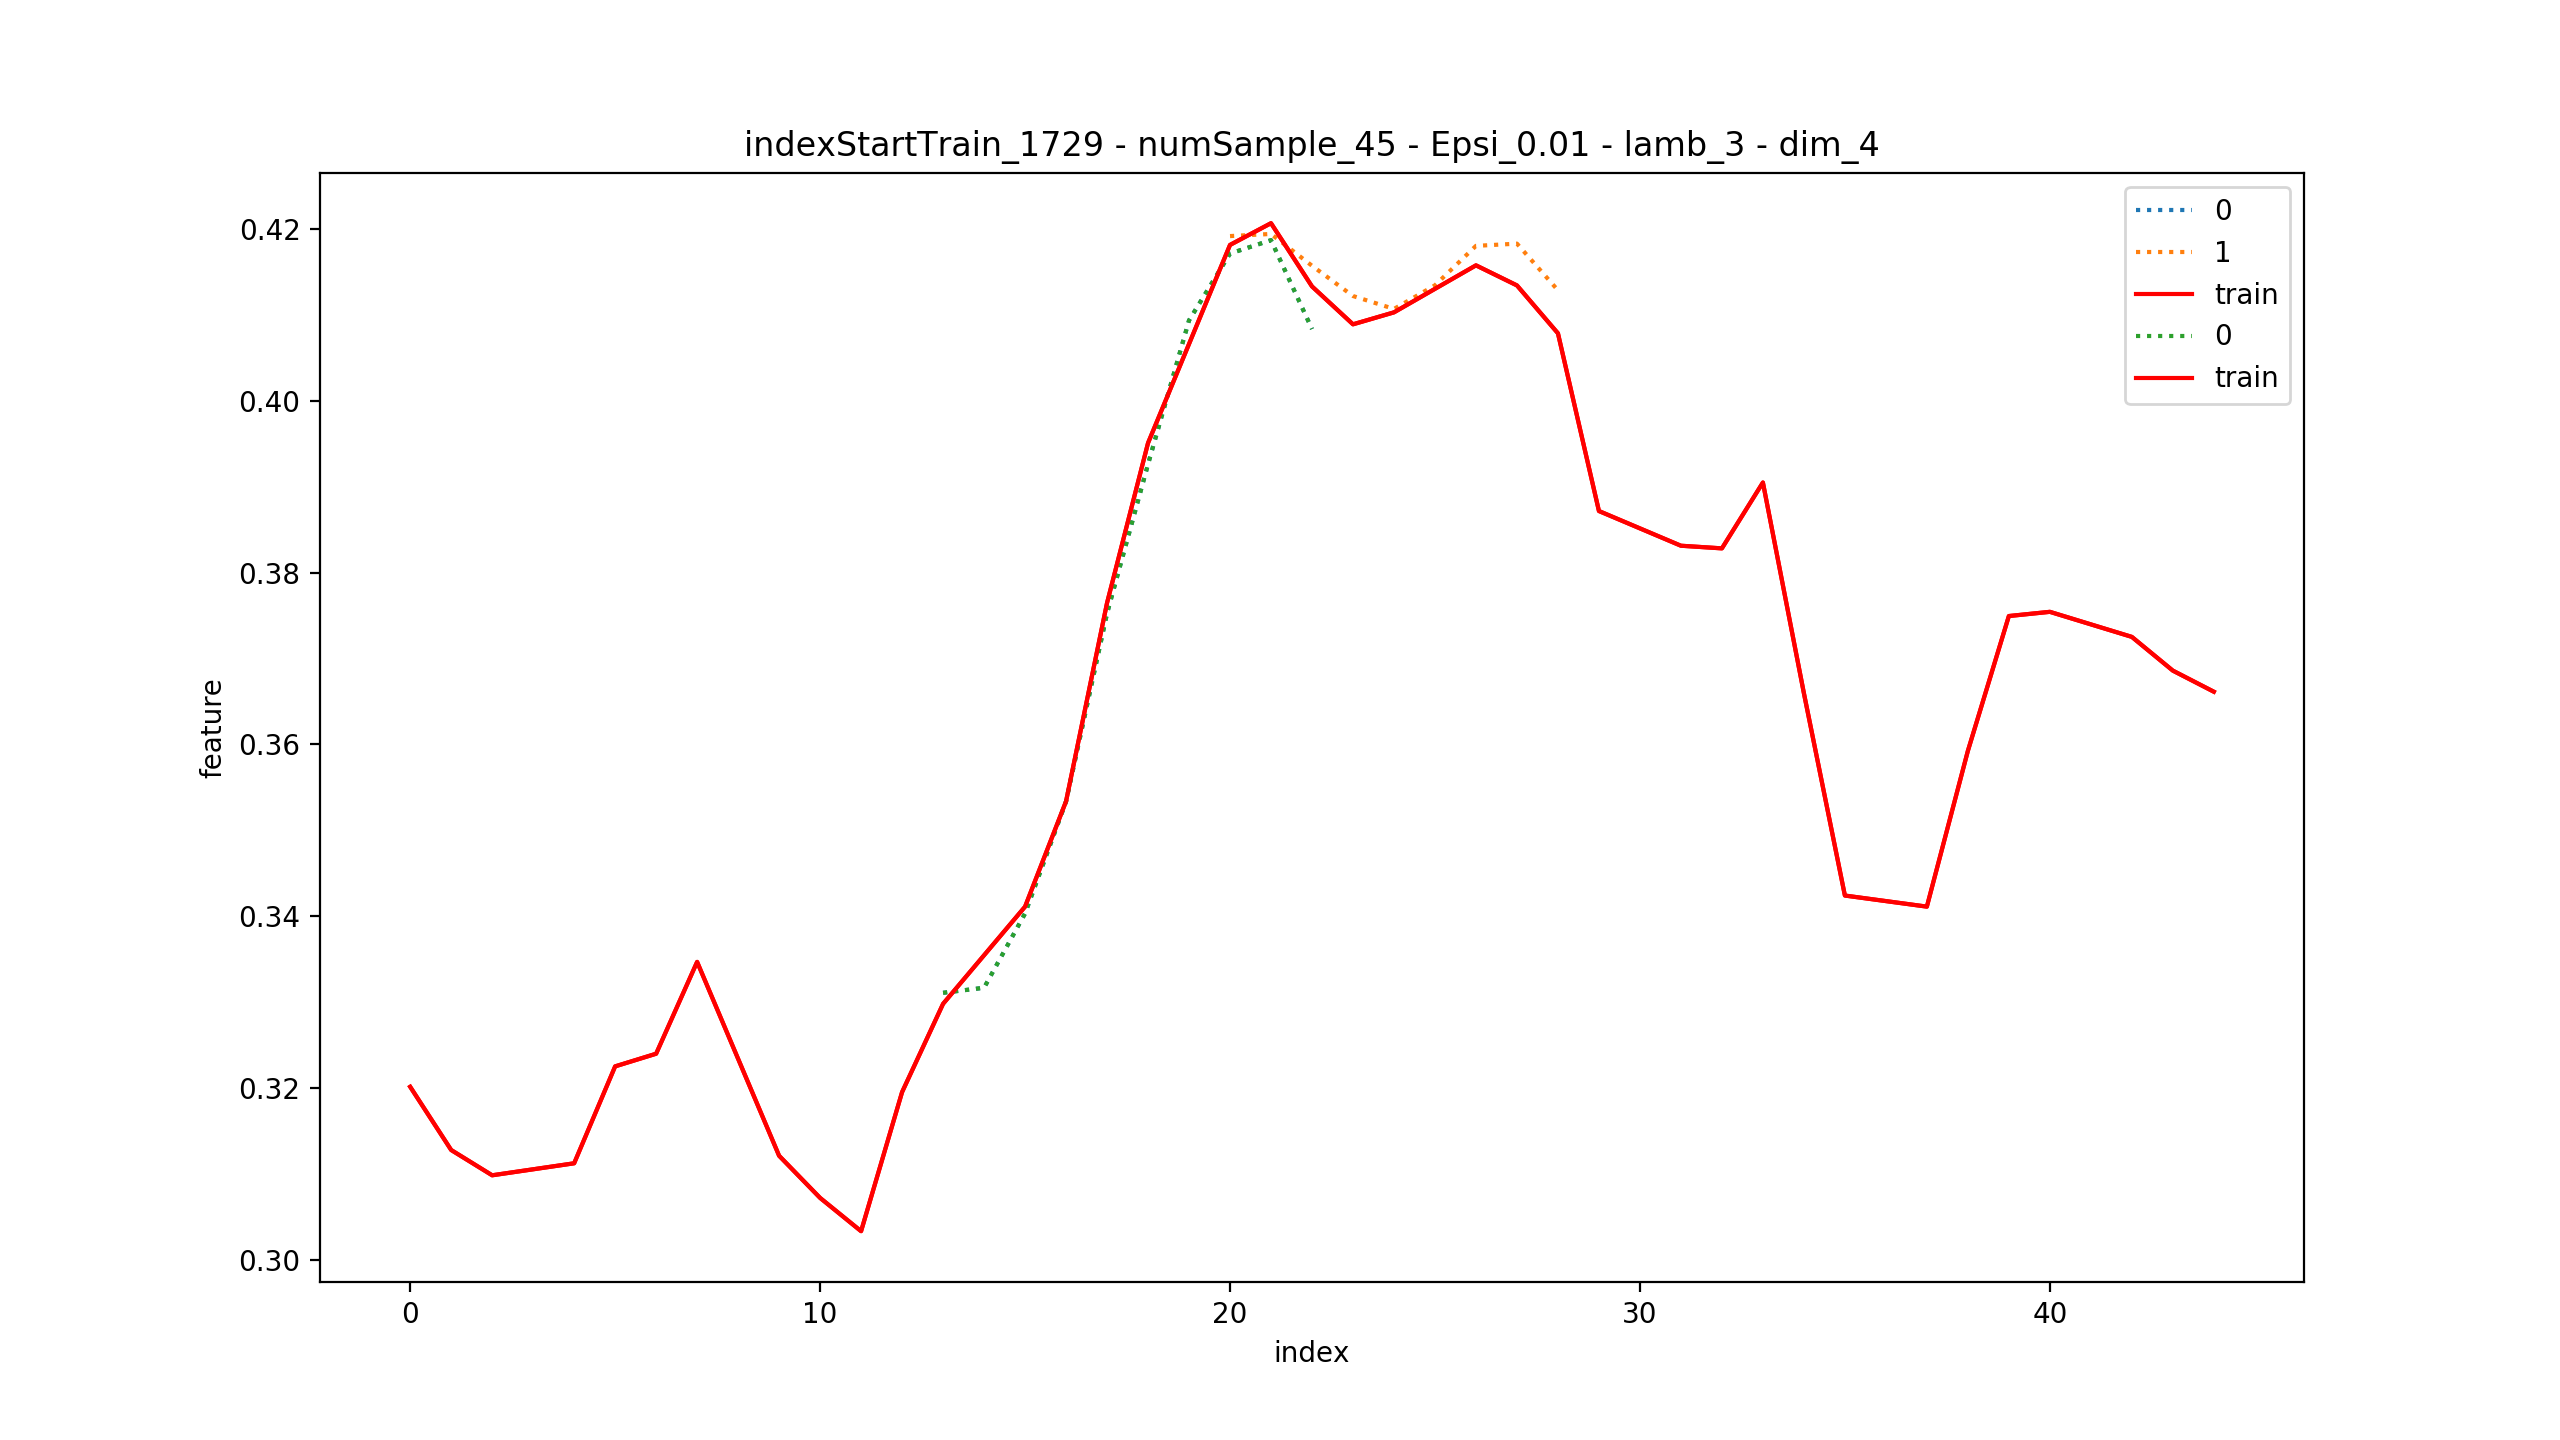 indexStartTrain_1729 - numSample_45 - Epsi_0.01 - lamb_3 - dim_4
0.42
0.40
0.38
0.36
0.34
0.32
0.30
feature
0
1
train
0
train
0 10 20 30 40
index